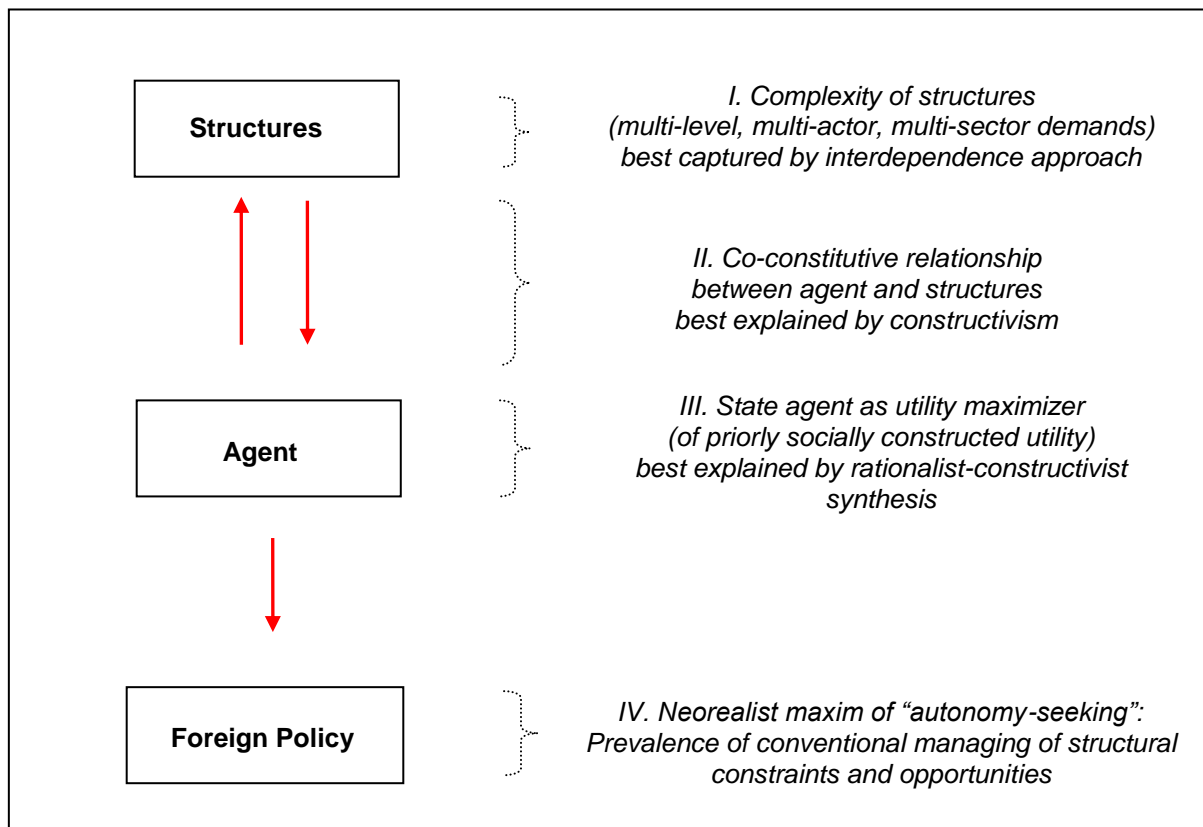 Structures
I. Complexity of structures
(multi-level, multi-actor, multi-sector demands)
best captured by interdependence approach
II. Co-constitutive relationship
between agent and structures
best explained by constructivism
Agent
III. State agent as utility maximizer
(of priorly socially constructed utility)
best explained by rationalist-constructivist
synthesis
Foreign Policy
IV. Neorealist maxim of “autonomy-seeking”:
Prevalence of conventional managing of structural
constraints and opportunities